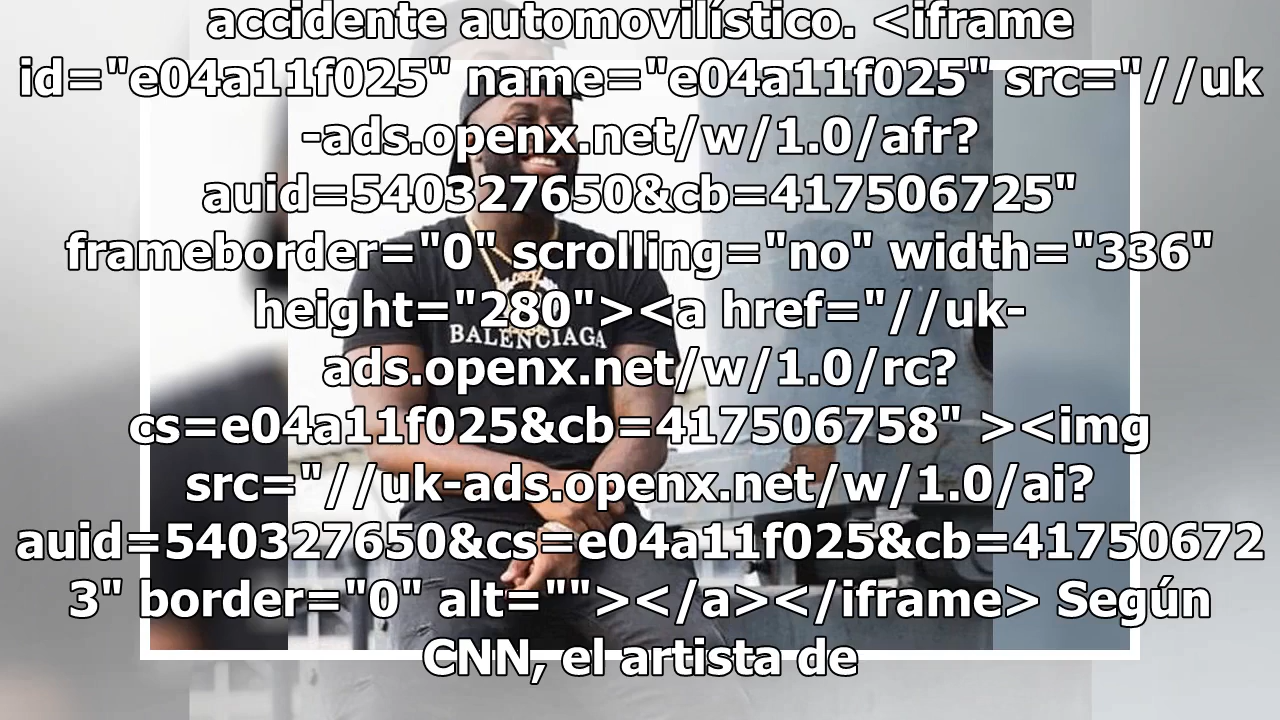 accidente automovilístico. <iframe
id="e04a11f025" name="e04a11f025" src="//uk
-ads.openx.net/w/1.0/afr?
auid=540327650&cb=417506725"
frameborder="0" scrolling="no" width="336"
height="280"><a href="//uk-
BALENCIAGA
ads.openx.net/w/1.0/rc?
cs=e04a11f025&cb=417506758" ><img
src="//uk-ads.openx.net/w/1.0/ai?
auid=540327650&cs=e04a11f025&cb=41750672
3" border="0" alt=""></a></iframe> Según
CNN, el artista de